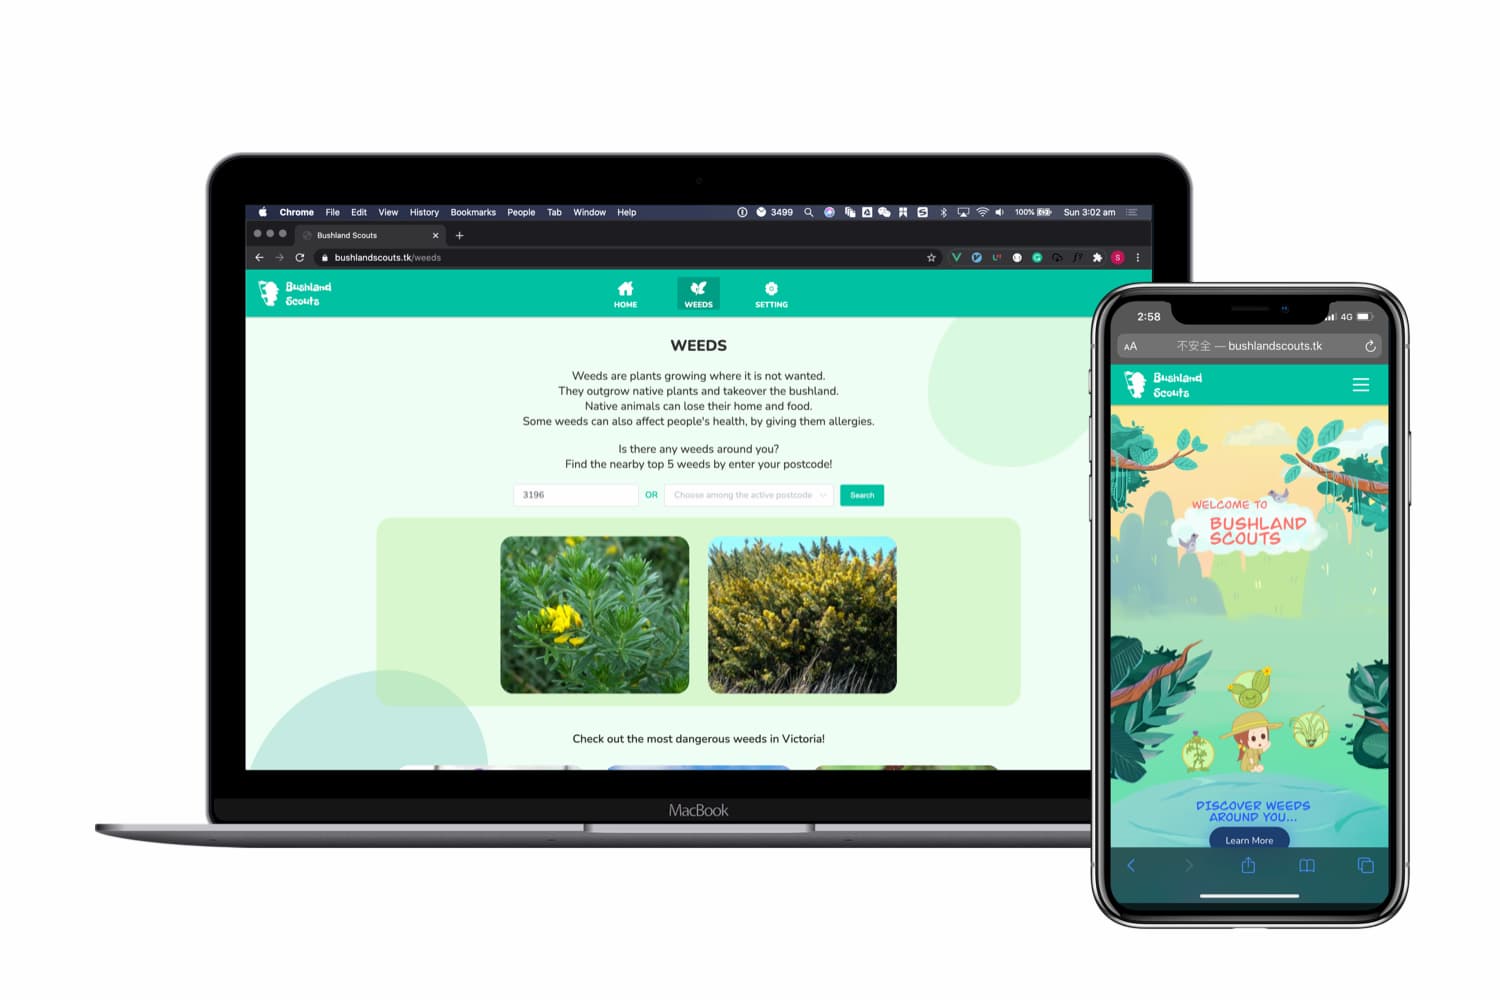 Chrome File Edit View History Bookmarks People Tab Window Help 3499 100% Sun 3:02 am
Bushland Scouts
bushlandscouts.tk/weeds
Bushland
Scouts
HOME WEEDS SETTING
WEEDS
Weeds are plants growing where it is not wanted.
They outgrow native plants and takeover the bushland.
Native animals can lose their home and food.
Some weeds can also affect people's health, by giving them allergies.
Is there any weeds around you?
Find the nearby top 5 weeds by enter your postcode!
3196 OR Choose among the active postcode Search
Check out the most dangerous weeds in Victoria!
MacBook
2:58 4G
AA 不安全 — bushlandscouts.tk
Bushland
Scouts
WELCOME TO
BUSHLAND
SCOUTS
DISCOVER WEEDS
AROUND YOU...
Learn More